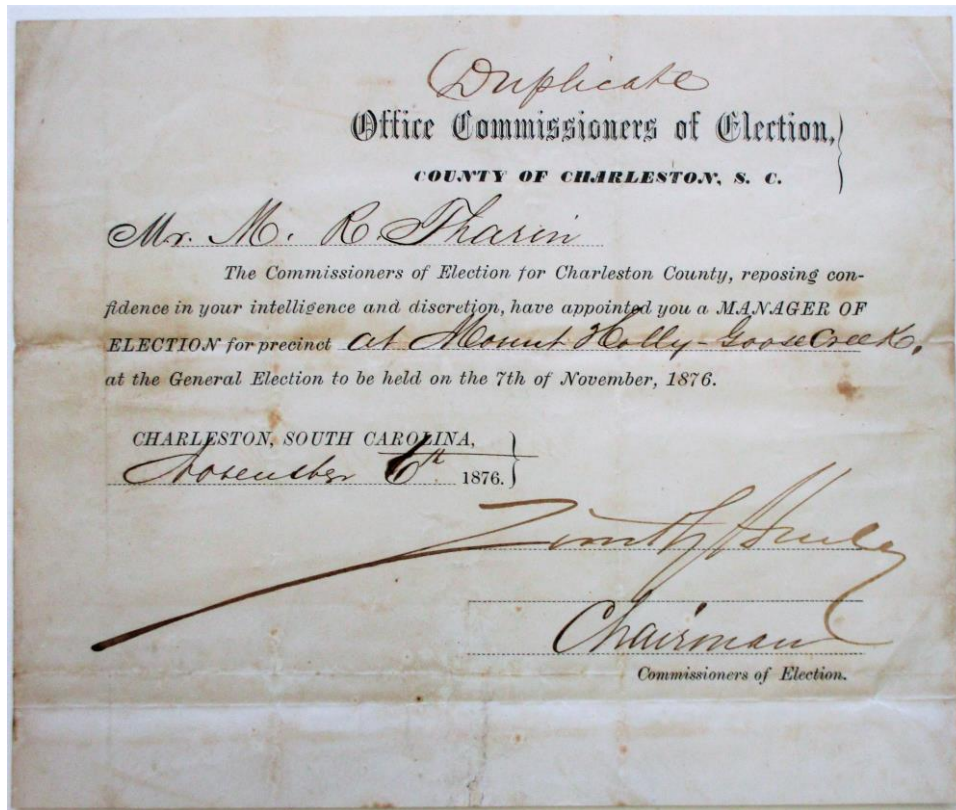 Duplicate
Office Commissioners of Election,
COUNTY OF CHARLESTON, S. C.
Mr. M. R. Tharin
The Commissioners of Election for Charleston County, reposing con-
fidence in your intelligence and discretion, have appointed you a MANAGER OF
ELECTION for precinct at Mount Holly - Goose Creek.
at the General Election to be held on the 7th of November, 1876.
CHARLESTON, SOUTH CAROLINA,
November 6th 1876.
Timothy Hurley
Chairman
Commissioners of Election.